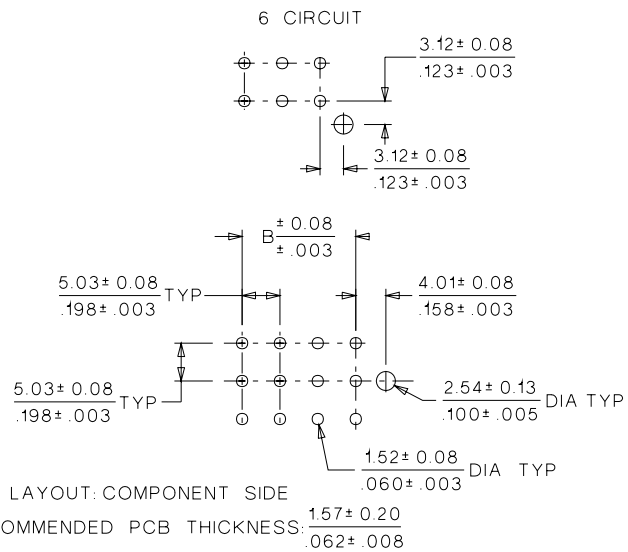 6 CIRCUIT
3.12± 0.08
.123± .003
3.12± 0.08
.123± .003
B ± 0.08
± .003
5.03± 0.08
.198± .003 TYP
4.01± 0.08
.158± .003
5.03± 0.08
.198± .003 TYP
2.54± 0.13
.100± .005 DIA TYP
1.52± 0.08
.060± .003 DIA TYP
LAYOUT: COMPONENT SIDE
OMMENDED PCB THICKNESS: 1.57± 0.20
.062± .008